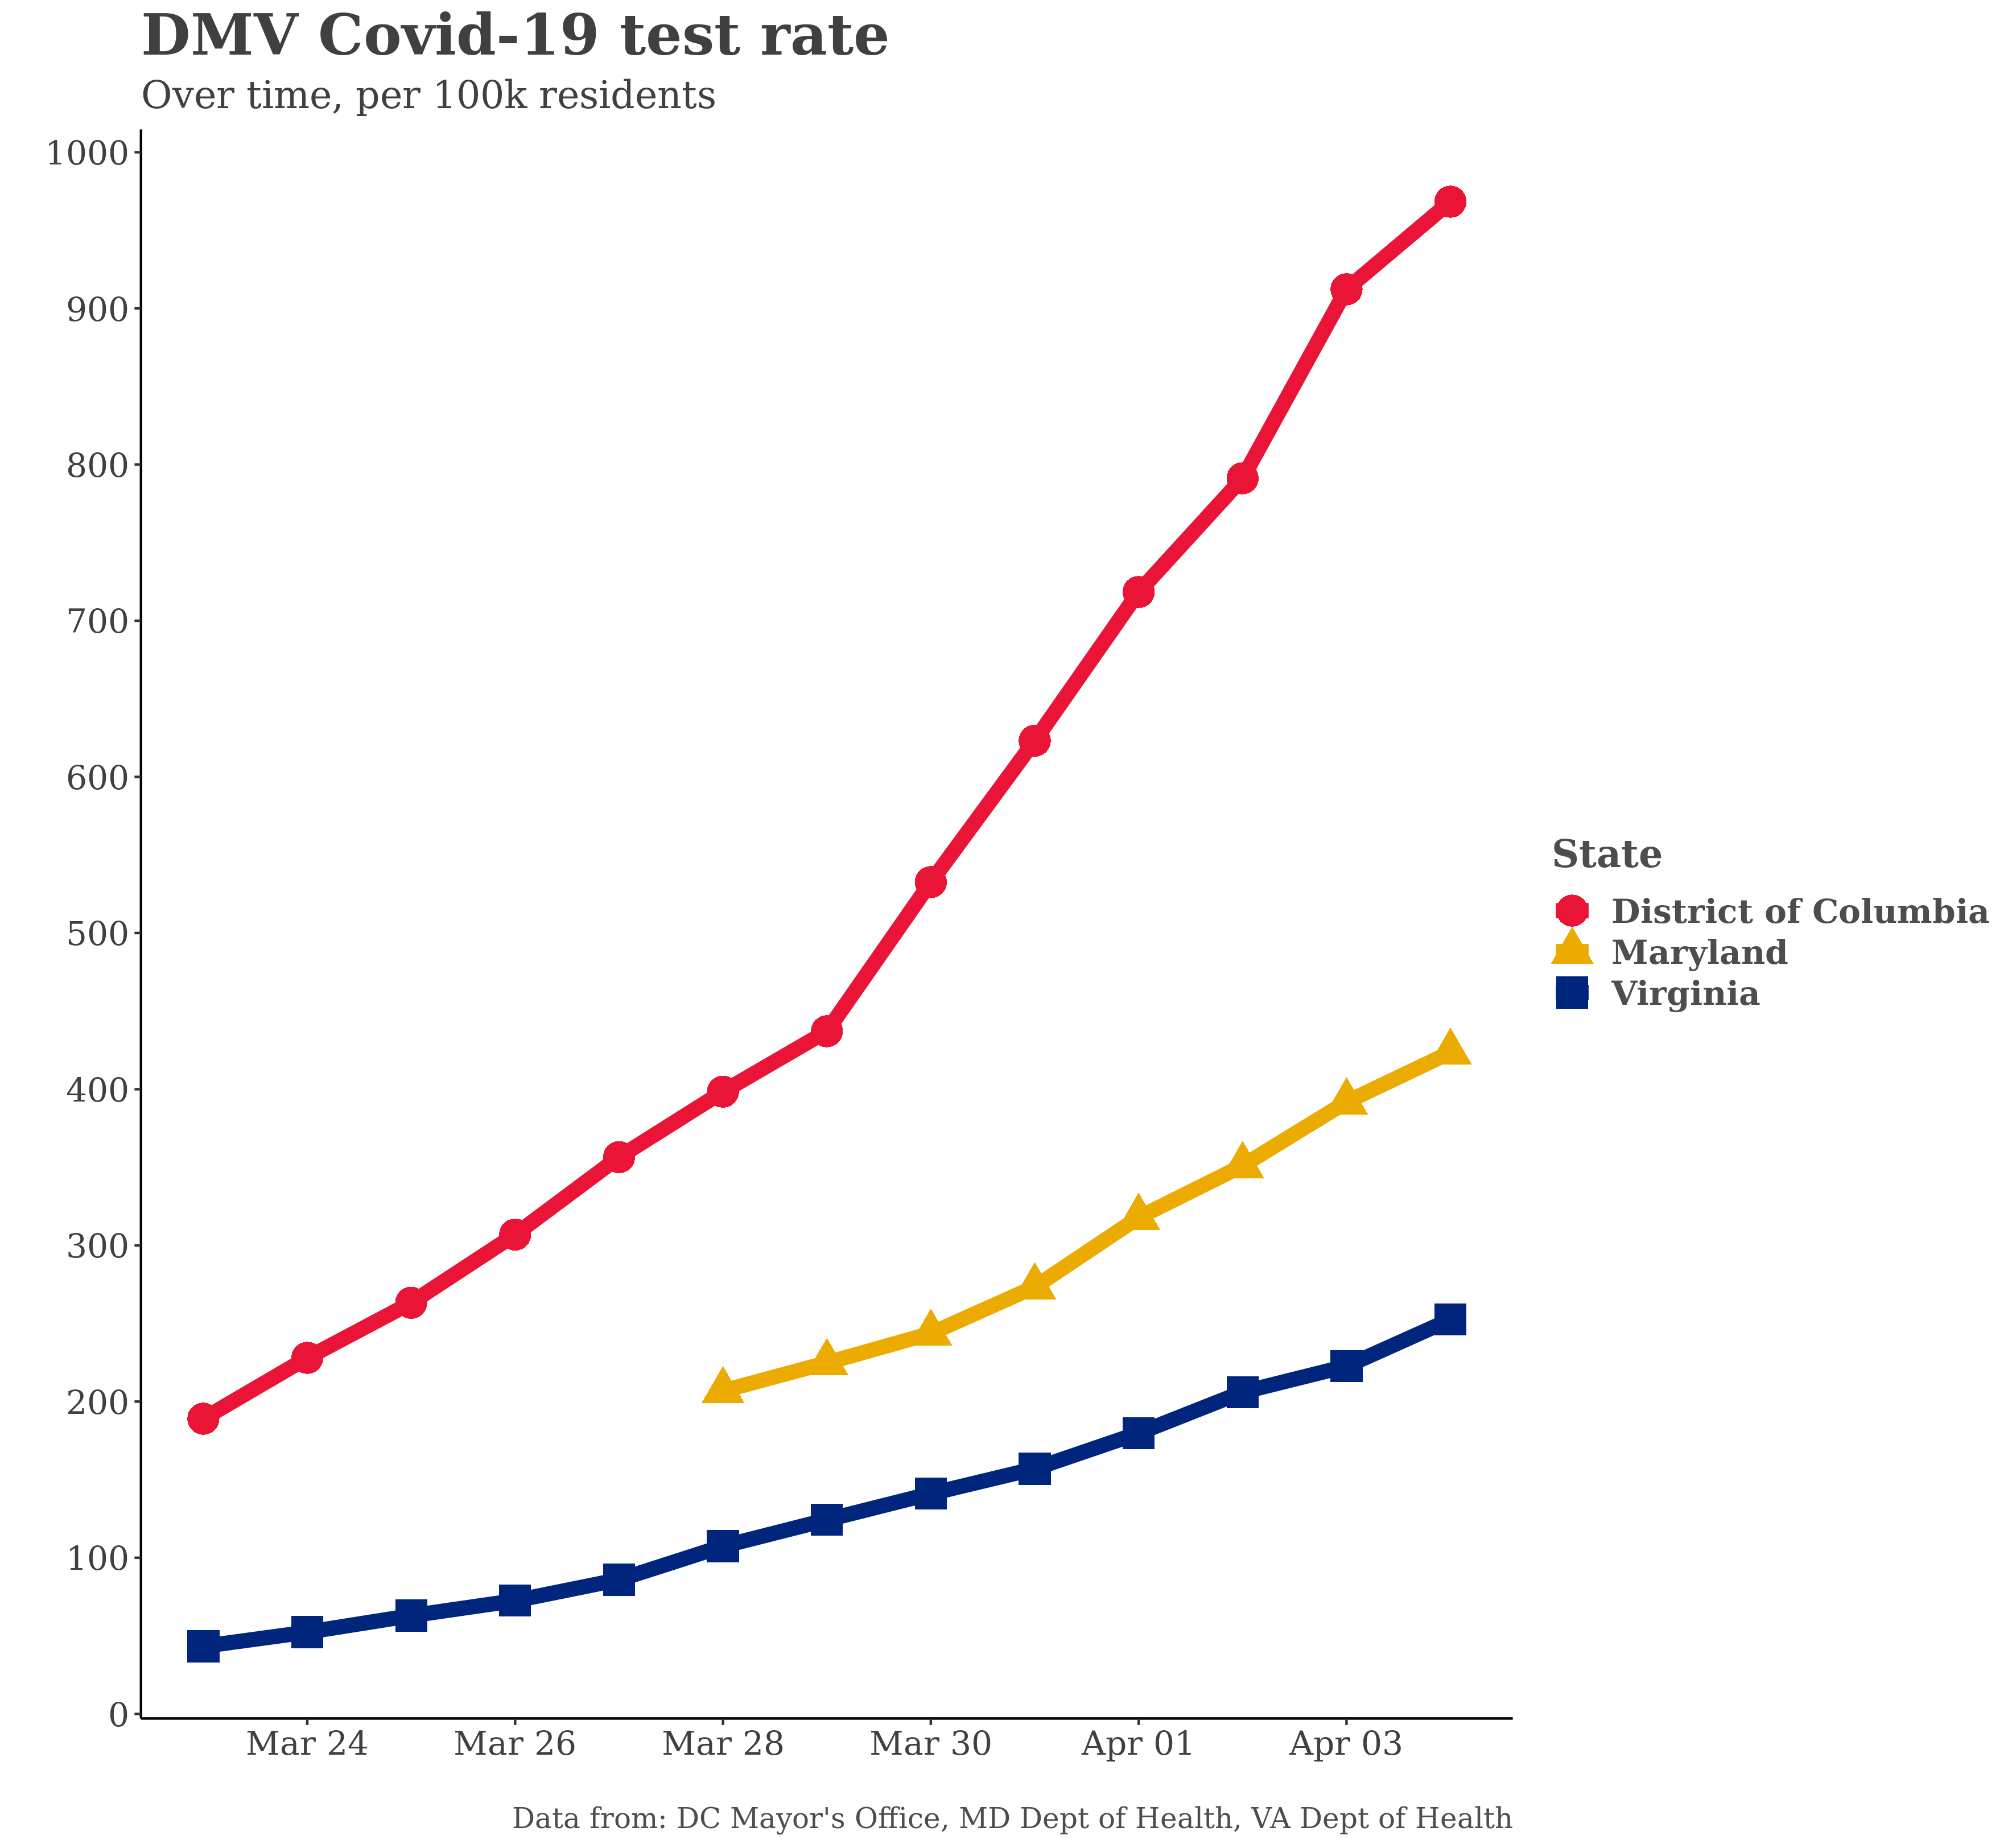 DMV Covid-19 test rate
Over time, per 100k residents
1000
900
800
700
600
500
400
300
200
100
0
Mar 24 Mar 26 Mar 28 Mar 30 Apr 01 Apr 03
State
District of Columbia
Maryland
Virginia
Data from: DC Mayor's Office, MD Dept of Health, VA Dept of Health